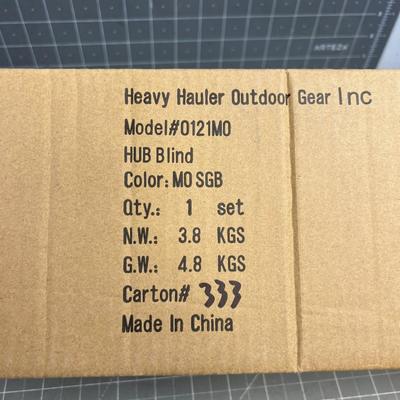 ARTEZA
Heavy Hauler Outdoor Gear Inc
Model#0121MO
HUB Blind
Color: MO SGB
Qty.: 1 set
N.W.: 3.8 KGS
G.W.: 4.8 KGS
Carton# 333
Made In China